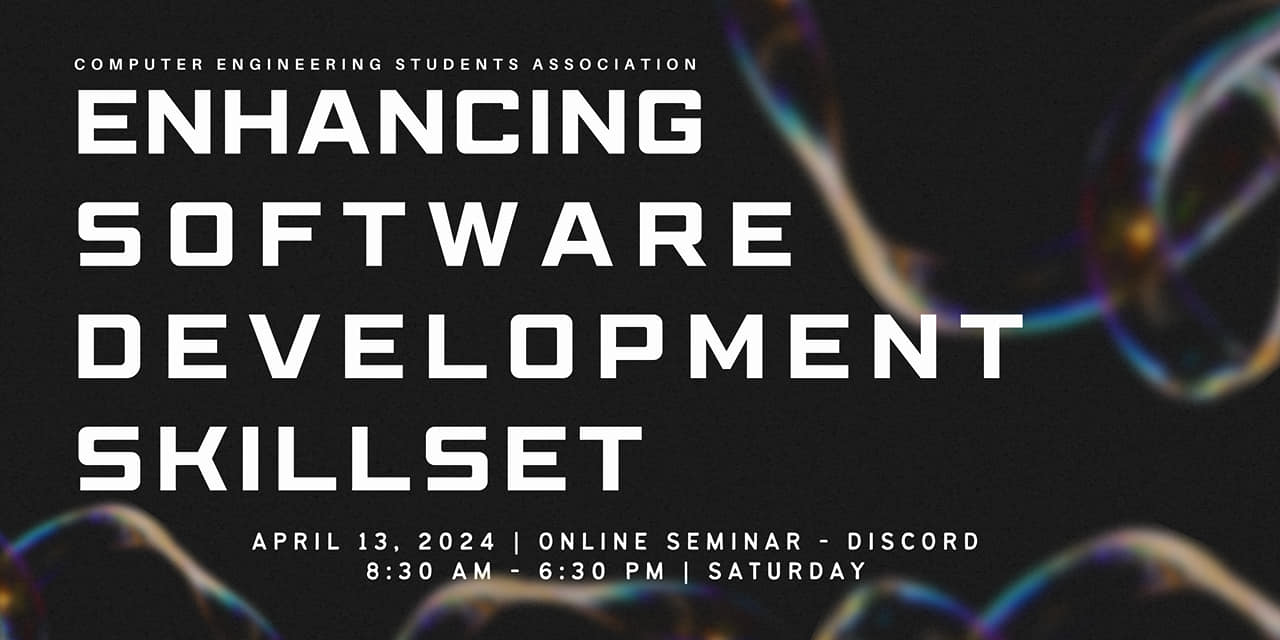 COMPUTER ENGINEERING STUDENTS ASSOCIATION
ENHANCING
SOFTWARE
DEVELOPMENT
SKILLSET
APRIL 13, 2024 | ONLINE SEMINAR - DISCORD
8:30 AM - 6:30 PM | SATURDAY